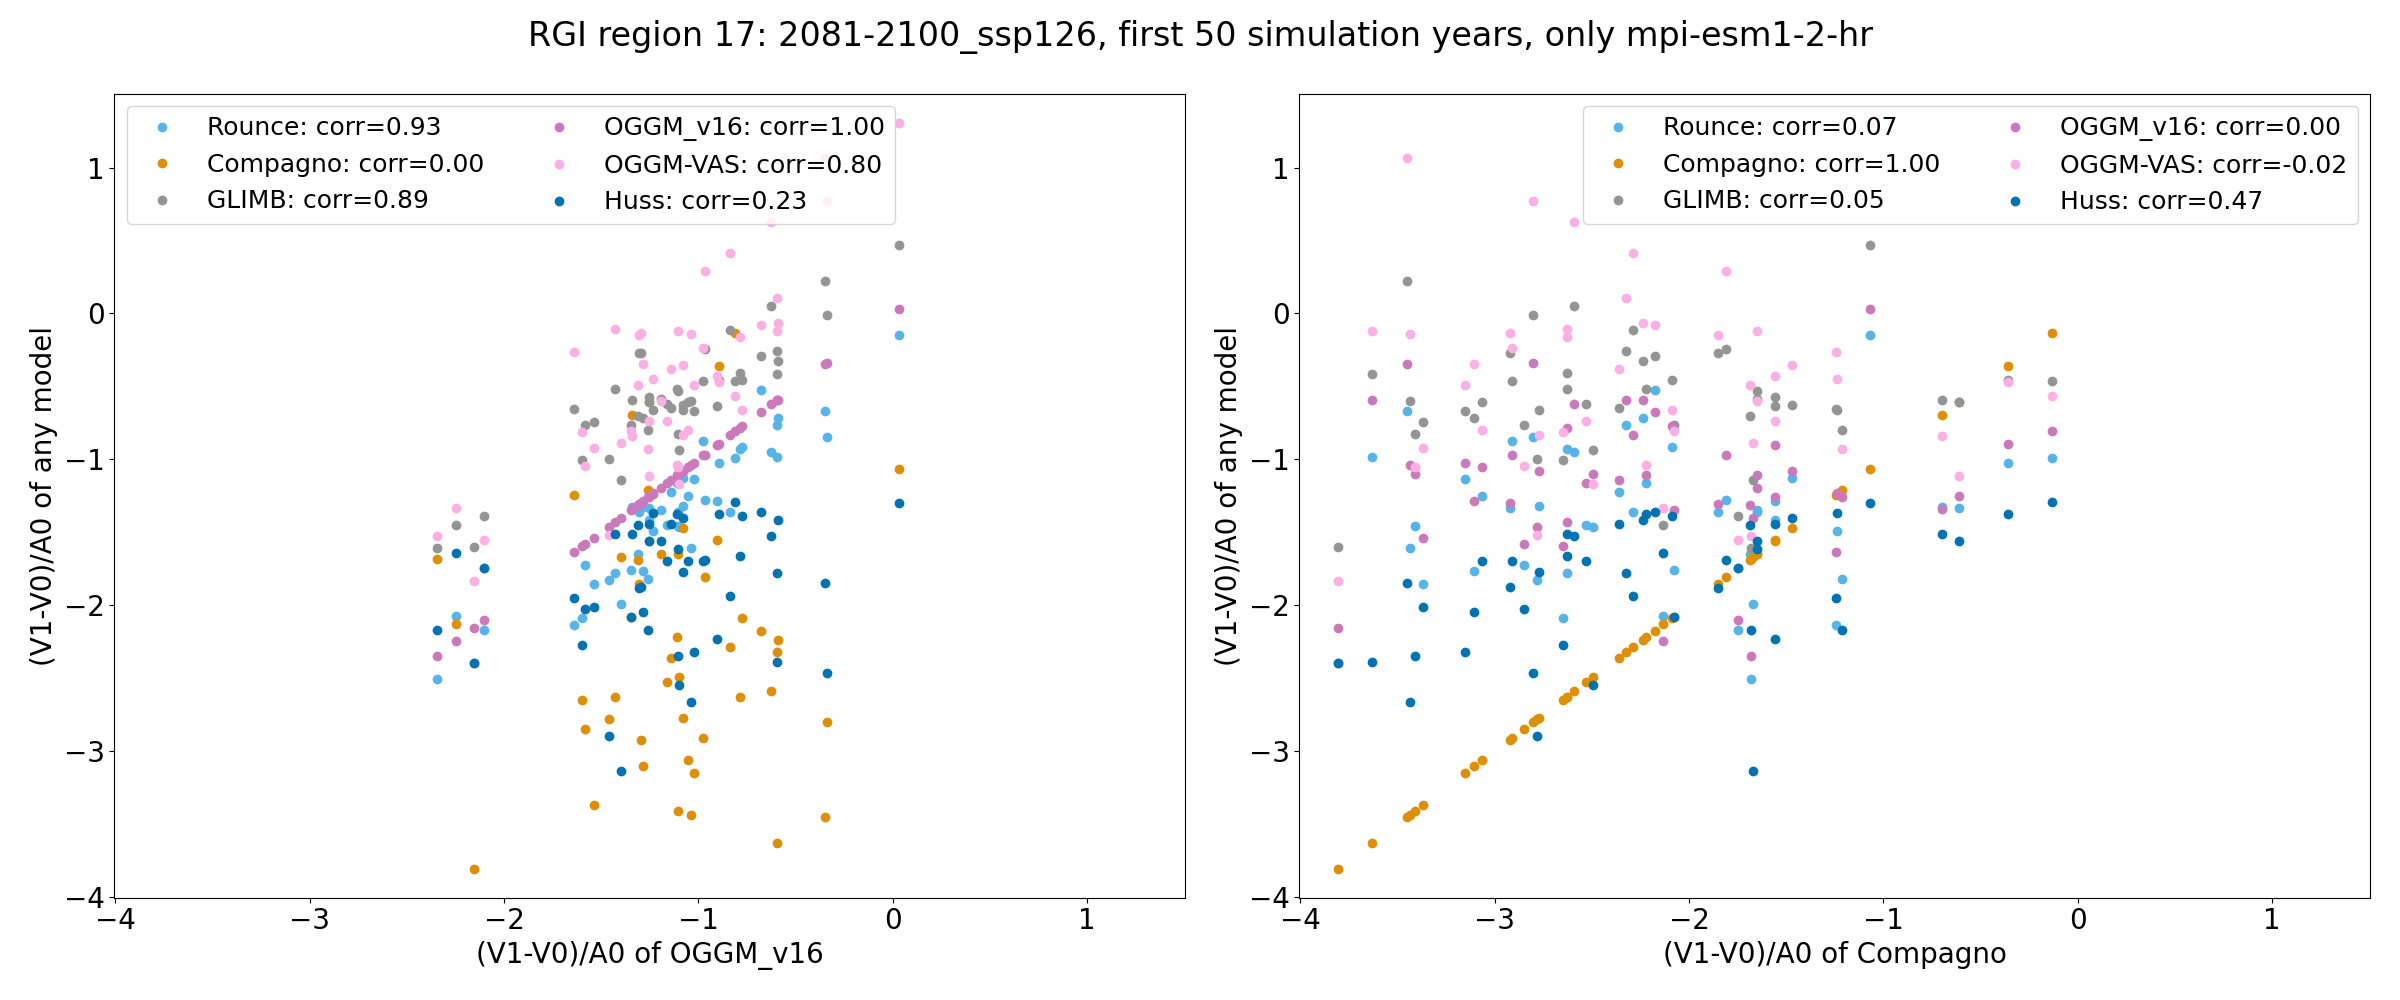 RGI region 17: 2081-2100_ssp126, first 50 simulation years, only mpi-esm1-2-hr
Rounce: corr=0.93
Compagno: corr=0.00
GLIMB: corr=0.89
OGGM_v16: corr=1.00
OGGM-VAS: corr=0.80
Huss: corr=0.23
1
0
−1
−2
−3
−4
(V1-V0)/A0 of any model
−4 −3 −2 −1 0 1
(V1-V0)/A0 of OGGM_v16
Rounce: corr=0.07
Compagno: corr=1.00
GLIMB: corr=0.05
OGGM_v16: corr=0.00
OGGM-VAS: corr=-0.02
Huss: corr=0.47
1
0
−1
−2
−3
−4
(V1-V0)/A0 of any model
−4 −3 −2 −1 0 1
(V1-V0)/A0 of Compagno